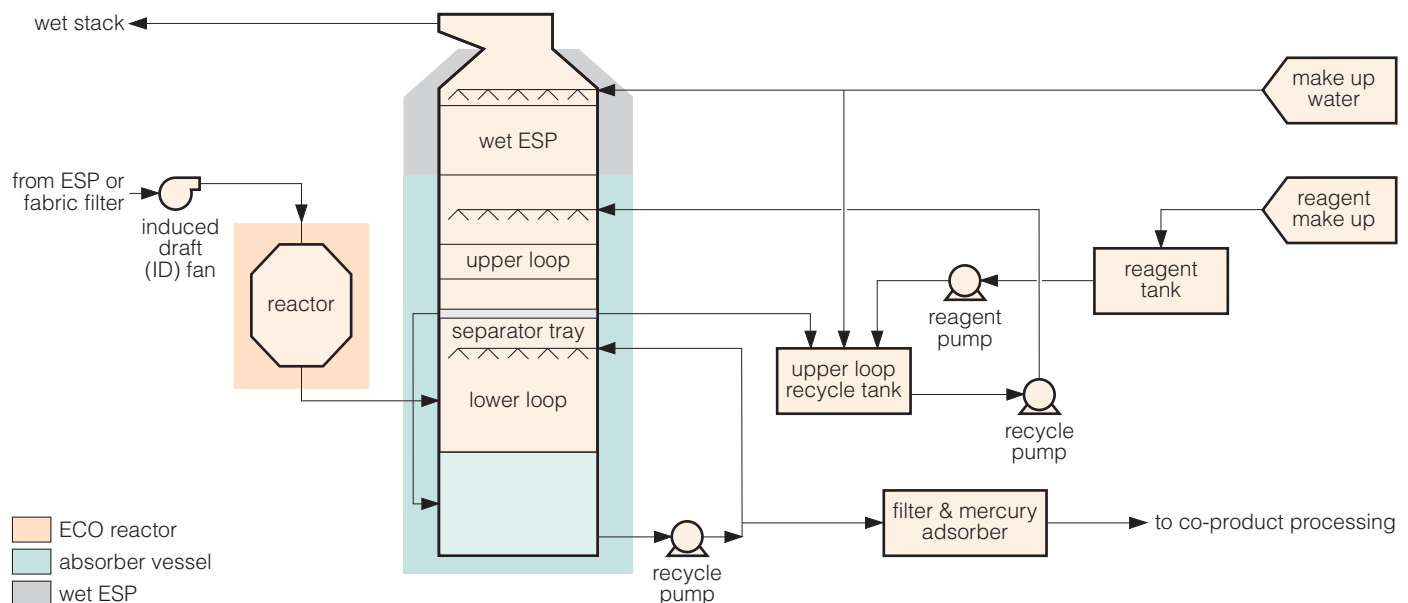 wet stack
make up
water
wet ESP
from ESP or
fabric filter
induced
draft
(ID) fan
reagent
make up
upper loop
reagent
tank
reactor
reagent
pump
separator tray
upper loop
recycle tank
lower loop
recycle
pump
filter & mercury
adsorber
to co-product processing
recycle
pump
ECO reactor
absorber vessel
wet ESP